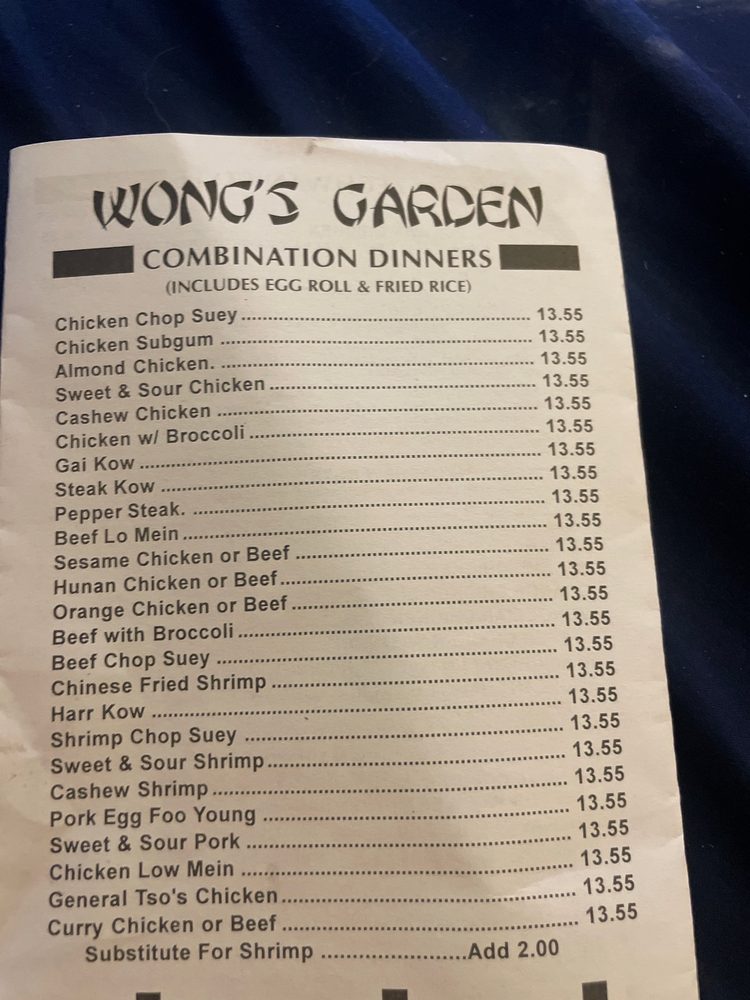 WONG'S GARDEN
COMBINATION DINNERS
(INCLUDES EGG ROLL & FRIED RICE)
Chicken Chop Suey ........ 13.55
Chicken Subgum ........ 13.55
Almond Chicken. ........ 13.55
Sweet & Sour Chicken ........ 13.55
Cashew Chicken ........ 13.55
Chicken w/ Broccoli ........ 13.55
Gai Kow ........ 13.55
Steak Kow ........ 13.55
Pepper Steak. ........ 13.55
Beef Lo Mein ........ 13.55
Sesame Chicken or Beef ........ 13.55
Hunan Chicken or Beef ........ 13.55
Orange Chicken or Beef ........ 13.55
Beef with Broccoli ........ 13.55
Beef Chop Suey ........ 13.55
Chinese Fried Shrimp ........ 13.55
Harr Kow ........ 13.55
Shrimp Chop Suey ........ 13.55
Sweet & Sour Shrimp ........ 13.55
Cashew Shrimp ........ 13.55
Pork Egg Foo Young ........ 13.55
Sweet & Sour Pork ........ 13.55
Chicken Low Mein ........ 13.55
General Tso's Chicken ........ 13.55
Curry Chicken or Beef ........ 13.55
Substitute For Shrimp ........ Add 2.00